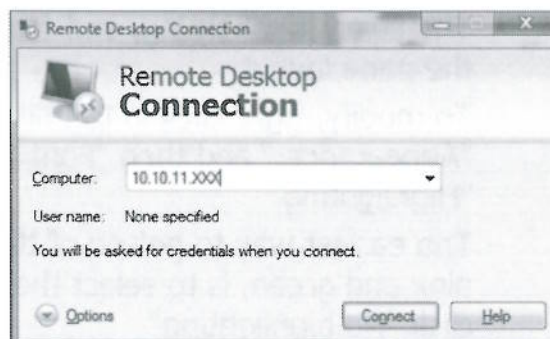 Remote Desktop Connection
Remote Desktop
Connection
Computer: 10.10.11.XXX
User name: None specified
You will be asked for credentials when you connect.
Options Connect Help